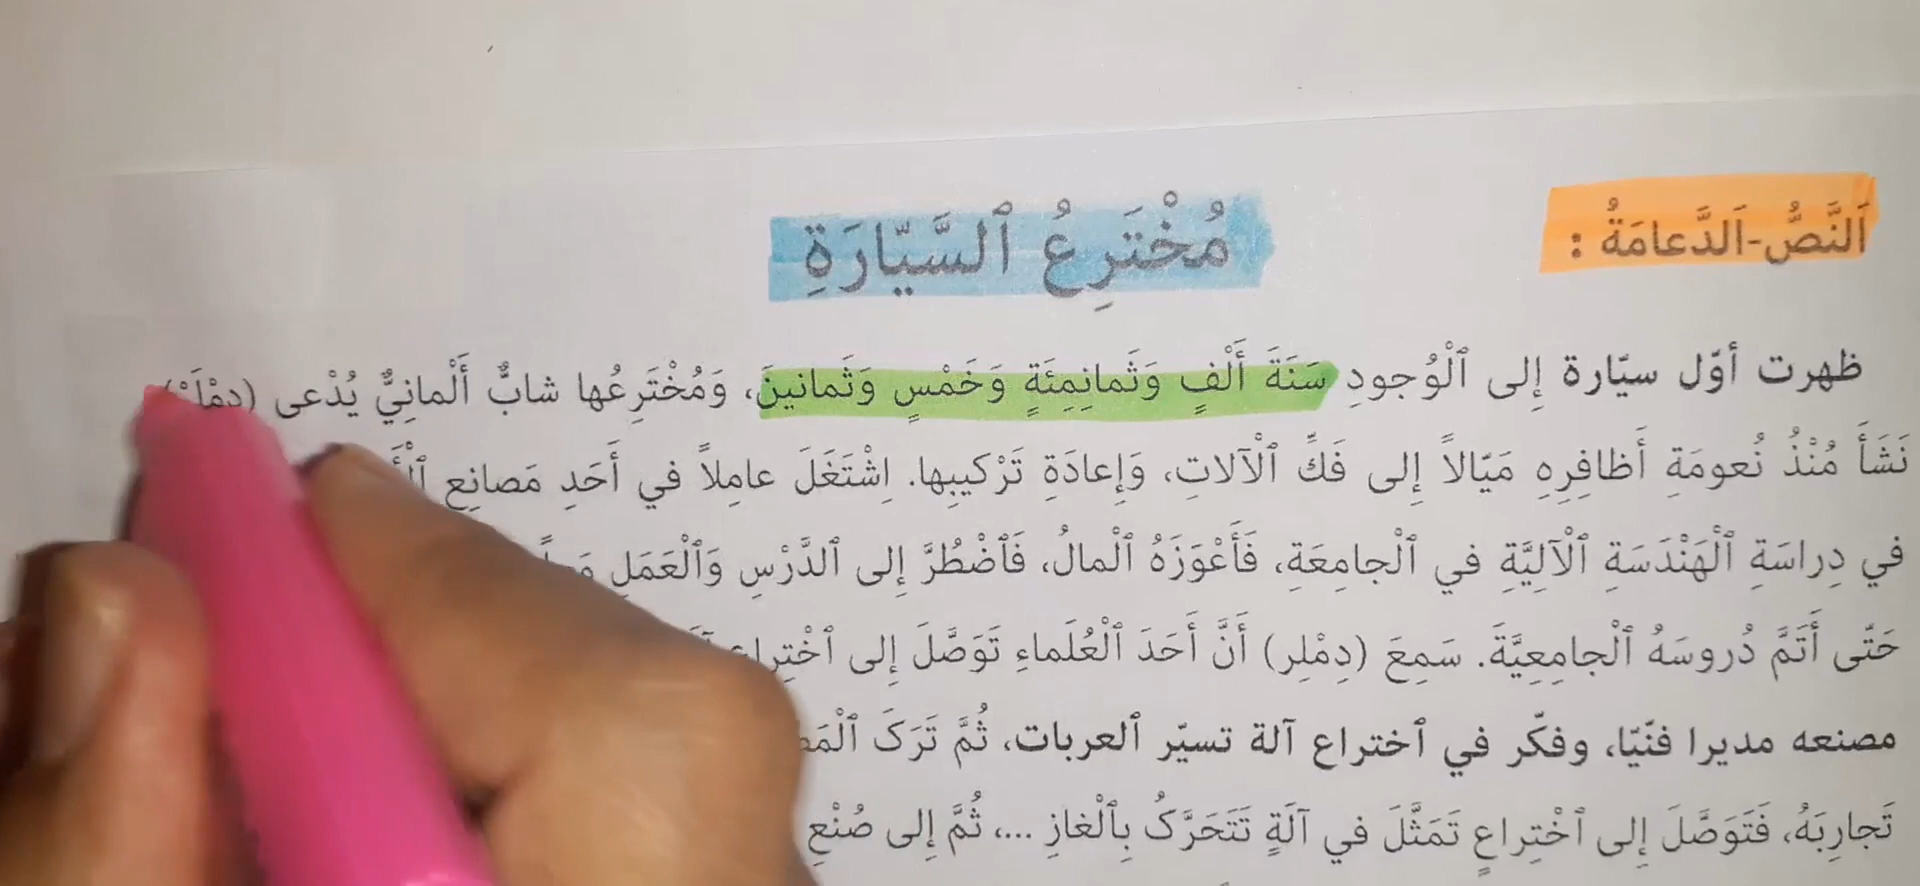 اَلنَّصُّ-اَلدَّعامَةُ :
مُخْتَرِعُ ٱلسَّيّارَةِ
ظهرت أوّل سيّارة إلى ٱلْوُجودِ سَنَةَ أَلْفٍ وَثَمانِمِئَةٍ وَخَمْسٍ وَثَمانينَ، وَمُخْتَرِعُها شابٌّ أَلْمانِيٌّ يُدْعى
نَشَأَ مُنْذُ نُعومَةِ أَظافِرِهِ مَيّالاً إِلى فَكِّ ٱلْآلاتِ، وَإِعادَةِ تَرْكيبِها. اِشْتَغَلَ عامِلاً في أَحَدِ مَصانِعِ
في دِراسَةِ ٱلْهَنْدَسَةِ ٱلْآلِيَّةِ في ٱلْجامِعَةِ، فَأَعْوَزَهُ ٱلْمالُ، فَٱضْطُرَّ إِلى ٱلدَّرْسِ وَٱلْعَمَلِ
حَتّى أَتَمَّ دُروسَهُ ٱلْجامِعِيَّةَ. سَمِعَ (دِمْلِر) أَنَّ أَحَدَ ٱلْعُلَماءِ تَوَصَّلَ إِلى ٱخْتِراعِ
مصنعه مديرا فنّيّا، وفكّر في ٱختراع آلة تسيّر ٱلعربات، ثُمَّ تَرَكَ
تَجارِبَهُ، فَتَوَصَّلَ إِلى ٱخْتِراعٍ تَمَثَّلَ في آلَةٍ تَتَحَرَّكُ بِٱلْغازِ ...، ثُمَّ إِلى صُنْعِ